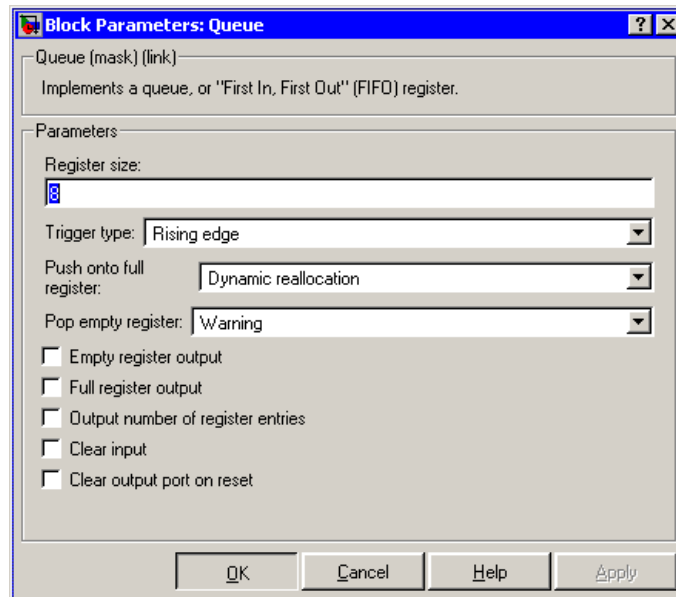 Block Parameters: Queue
Queue (mask) (link)
Implements a queue, or "First In, First Out" (FIFO) register.
Parameters
Register size:
8
Trigger type: Rising edge
Push onto full
register: Dynamic reallocation
Pop empty register: Warning
Empty register output
Full register output
Output number of register entries
Clear input
Clear output port on reset
OK Cancel Help Apply